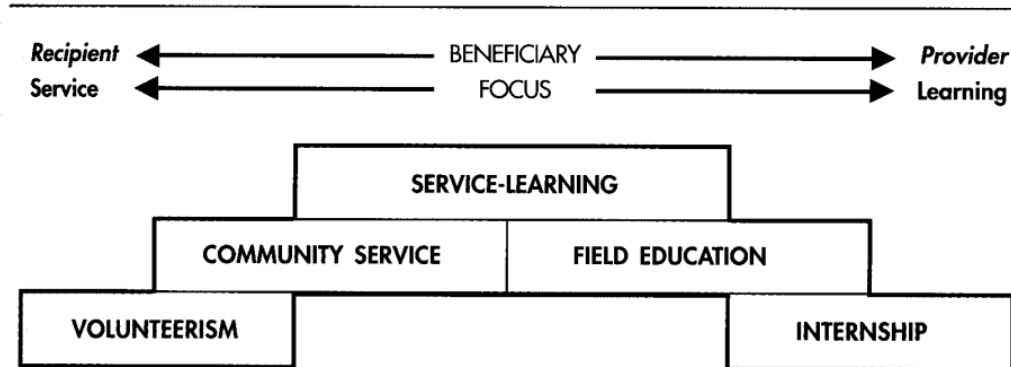 Recipient BENEFICIARY Provider
Service FOCUS Learning
SERVICE-LEARNING
COMMUNITY SERVICE FIELD EDUCATION
VOLUNTEERISM INTERNSHIP